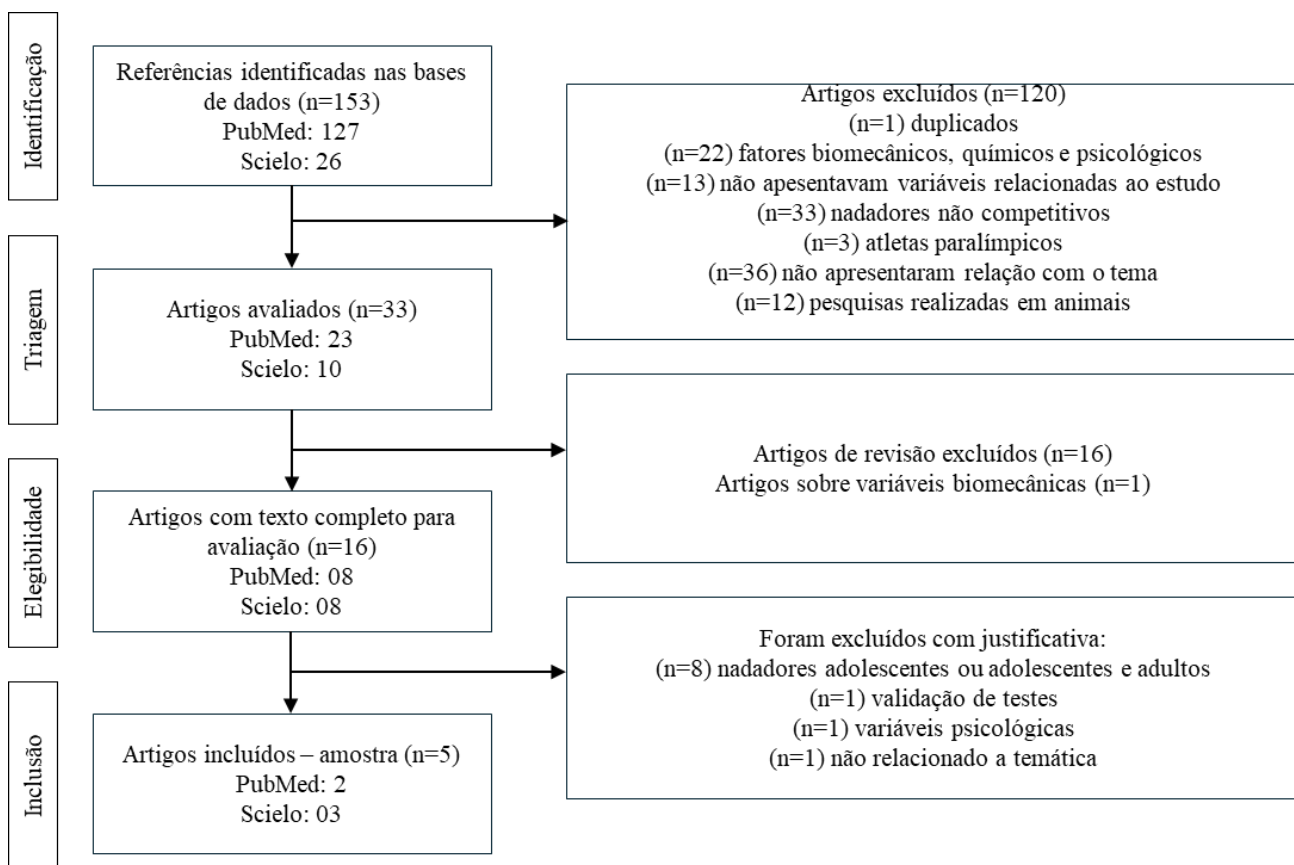 Identificação
Referências identificadas nas bases
de dados (n=153)
PubMed: 127
Scielo: 26
Artigos excluídos (n=120)
(n=1) duplicados
(n=22) fatores biomecânicos, químicos e psicológicos
(n=13) não apesentavam variáveis relacionadas ao estudo
(n=33) nadadores não competitivos
(n=3) atletas paralímpicos
(n=36) não apresentaram relação com o tema
(n=12) pesquisas realizadas em animais
Triagem
Artigos avaliados (n=33)
PubMed: 23
Scielo: 10
Artigos de revisão excluídos (n=16)
Artigos sobre variáveis biomecânicas (n=1)
Elegibilidade
Artigos com texto completo para
avaliação (n=16)
PubMed: 08
Scielo: 08
Foram excluídos com justificativa:
(n=8) nadadores adolescentes ou adolescentes e adultos
(n=1) validação de testes
(n=1) variáveis psicológicas
(n=1) não relacionado a temática
Inclusão
Artigos incluídos – amostra (n=5)
PubMed: 2
Scielo: 03